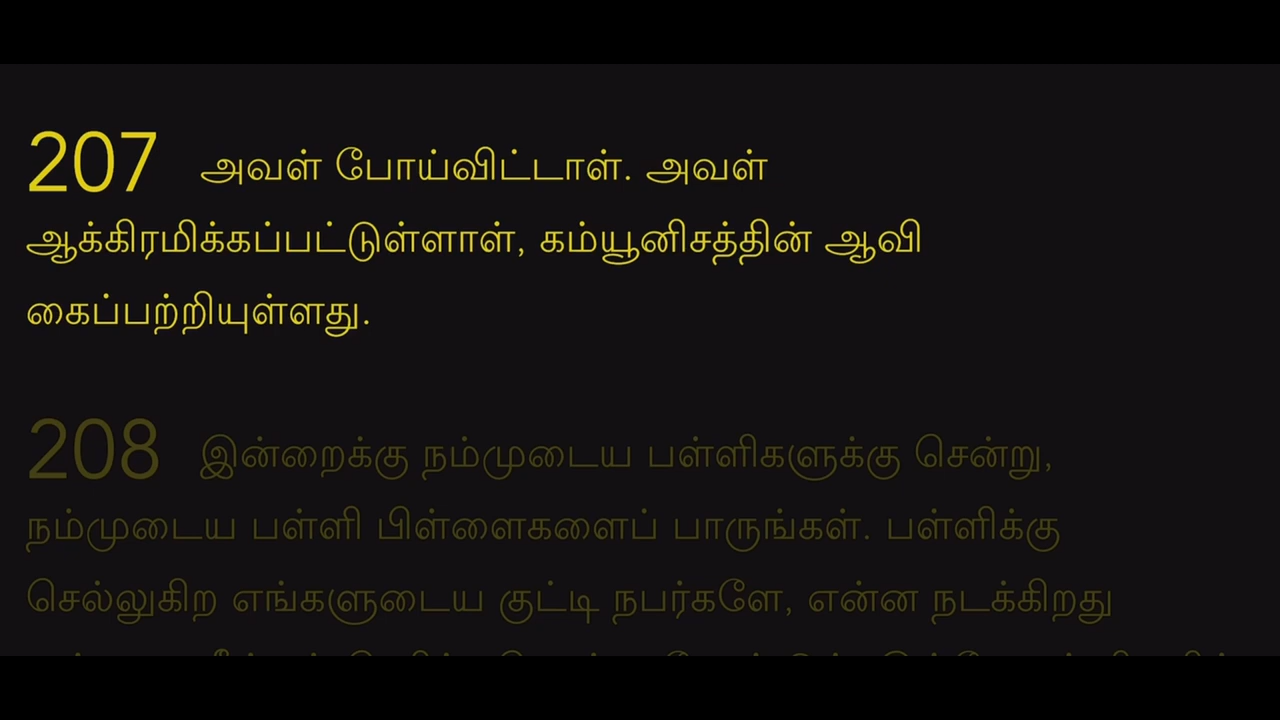 207 அவள் போய்விட்டாள். அவள்
ஆக்கிரமிக்கப்பட்டுள்ளாள், கம்யூனிசத்தின் ஆவி
கைப்பற்றியுள்ளது.
208 இன்றைக்கு நம்முடைய பள்ளிகளுக்கு சென்று,
நம்முடைய பள்ளி பிள்ளைகளைப் பாருங்கள். பள்ளிக்கு
செல்லுகிற எங்களுடைய குட்டி நபர்களே, என்ன நடக்கிறது